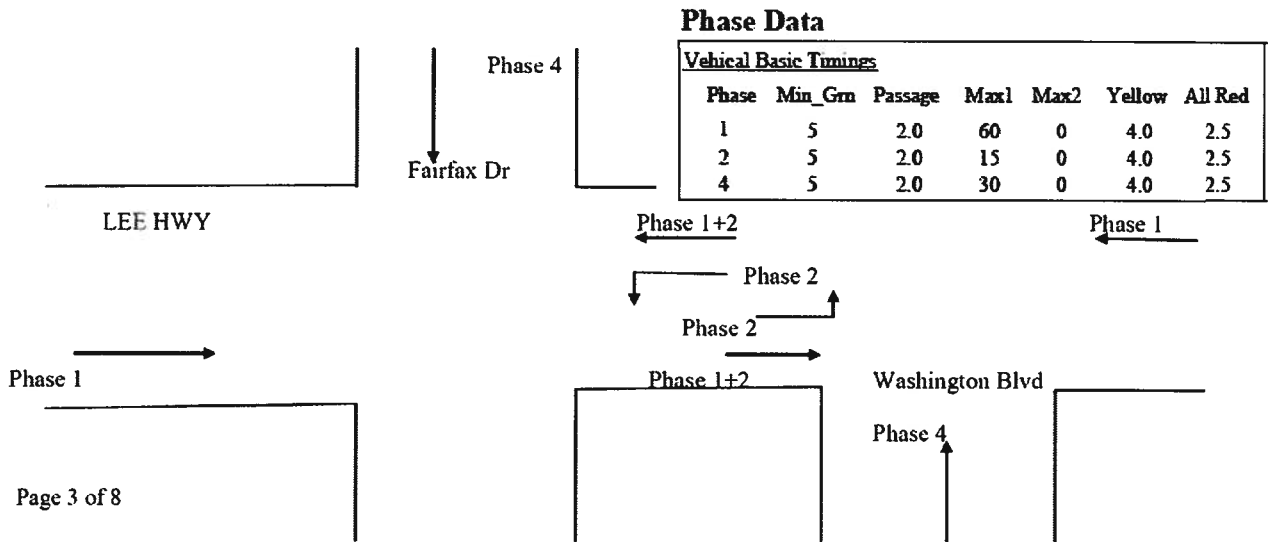 Phase Data
Vehical Basic Timings
Phase Min_Grn Passage Max1 Max2 Yellow All Red
1 5 2.0 60 0 4.0 2.5
2 5 2.0 15 0 4.0 2.5
4 5 2.0 30 0 4.0 2.5
Phase 4
Fairfax Dr
LEE HWY
Phase 1+2
Phase 1
Phase 2
Phase 2
Phase 1
Phase 1+2
Washington Blvd
Phase 4
Page 3 of 8